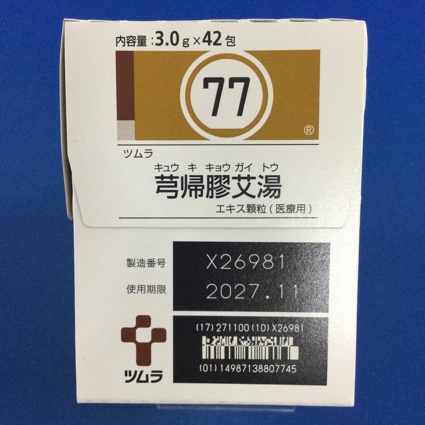 内容量:3.0g×42包
77
®
ツムラ
キュウ キ キョウ ガイ トウ
芎帰膠艾湯
エキス顆粒(医療用)
製造番号 X26981
使用期限 2027.11
(17)271100(10)X26981
(01)14987138807745
ツムラ